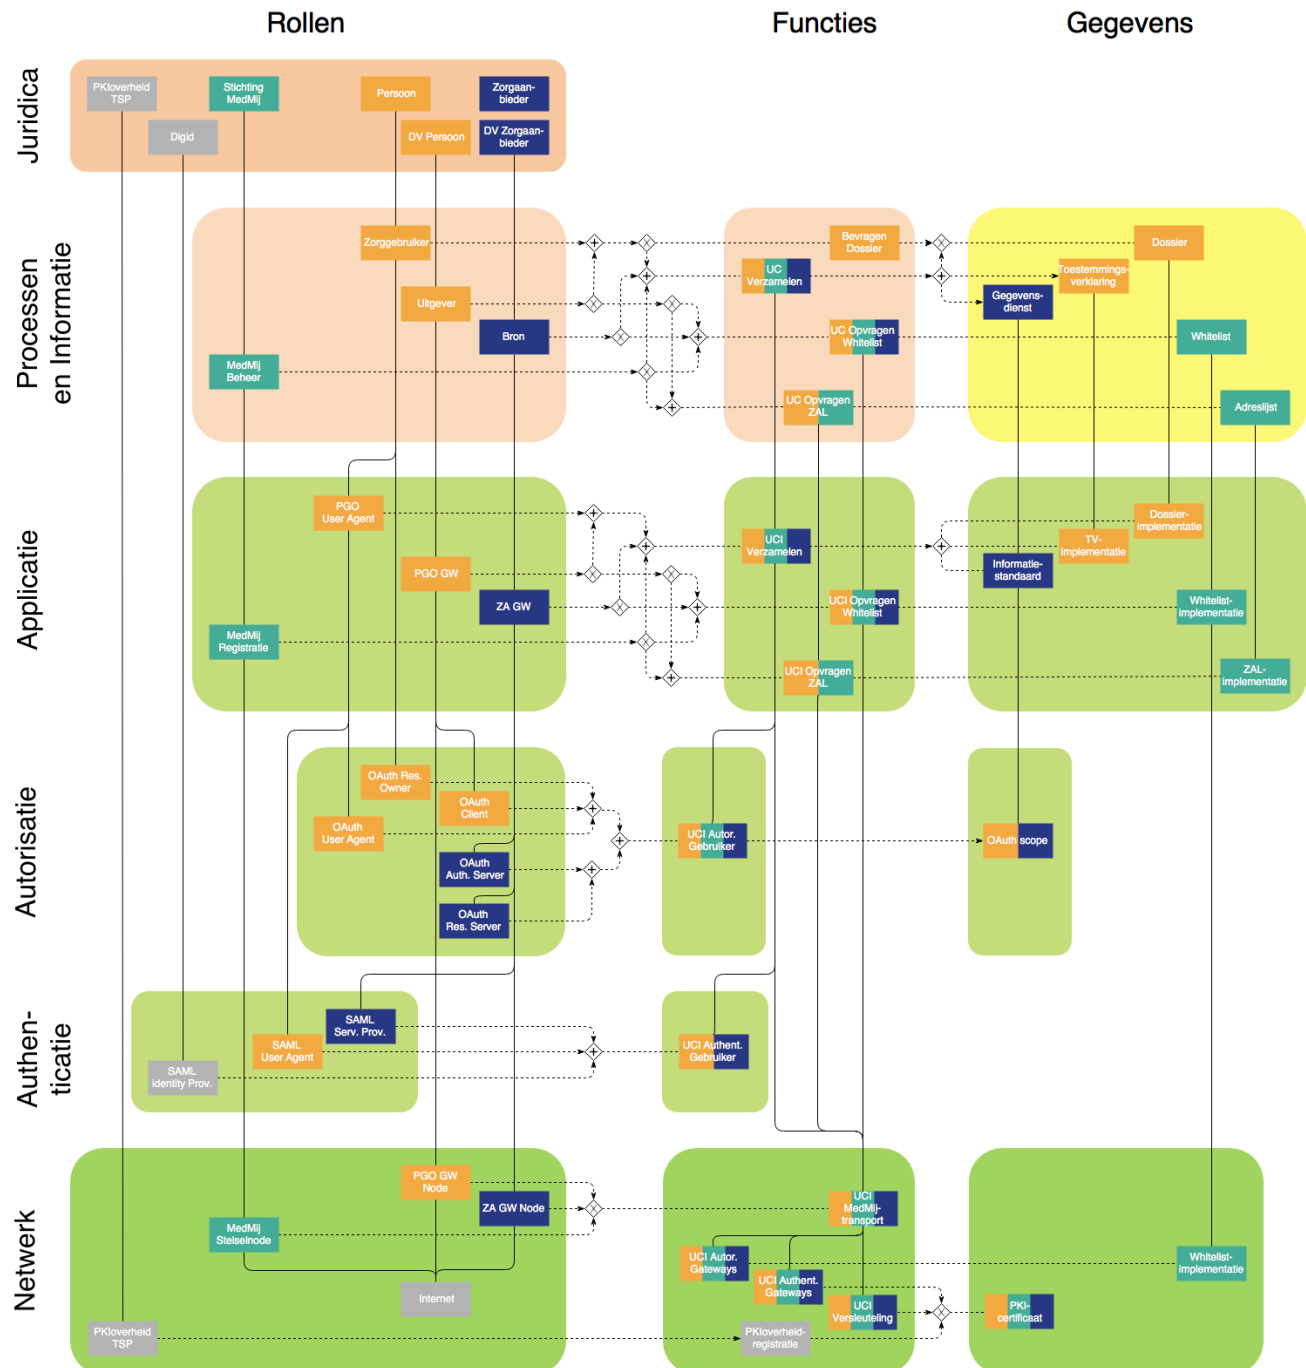 Rollen
Functies
Gegevens
Juridica
PKIoverheid
TSP
Stichting
MedMij
Persoon
Zorgaan-
bieder
Digid
DV Persoon
DV Zorgaan-
bieder
Processen
en Informatie
Zorggebruiker
Bevragen
Dossier
Dossier
UC
Verzamelen
Toestemmings-
verklaring
Uitgever
Gegevens-
dienst
Bron
UC Opvragen
Whitelist
Whitelist
MedMij
Beheer
UC Opvragen
ZAL
Adreslijst
Applicatie
PGO
User Agent
Dossier-
implementatie
UCI
Verzamelen
TV-
implementatie
PGO GW
Informatie-
standaard
ZA GW
UCI Opvragen
Whitelist
Whitelist-
implementatie
MedMij
Registratie
UCI Opvragen
ZAL
ZAL-
implementatie
Autorisatie
OAuth Res.
Owner
OAuth
Client
OAuth
User Agent
UCI Autor.
Gebruiker
OAuth scope
OAuth
Auth. Server
OAuth
Res. Server
Authen-
ticatie
SAML
Serv. Prov.
SAML
User Agent
UCI Authent.
Gebruiker
SAML
identity Prov.
Netwerk
PGO GW
Node
ZA GW Node
UCI
MedMij-
transport
MedMij
Stelselnode
UCI Autor.
Gateways
Whitelist-
implementatie
UCI Authent.
Gateways
Internet
UCI
Versleuteling
PKI-
certificaat
PKIoverheid
TSP
PKIoverheid-
registratie